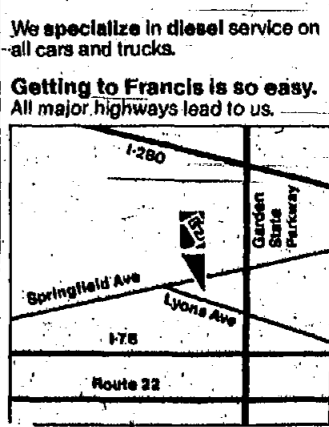 We specialize in diesel service on
all cars and trucks.
Getting to Francis is so easy.
All major highways lead to us.
I-280
Garden
State
Parkway
Springfield Ave
Lyons Ave
I-78
Route 22